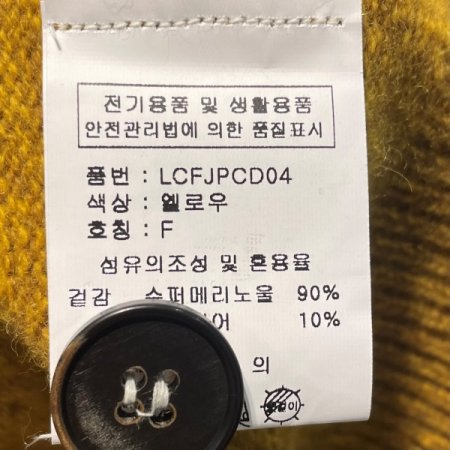 전기용품 및 생활용품
안전관리법에 의한 품질표시
품번 : LCFJPCD04
색상 : 옐로우
호칭 : F
섬유의조성 및 혼용율
겉감 슈퍼메리노울 90%
어 10%
의